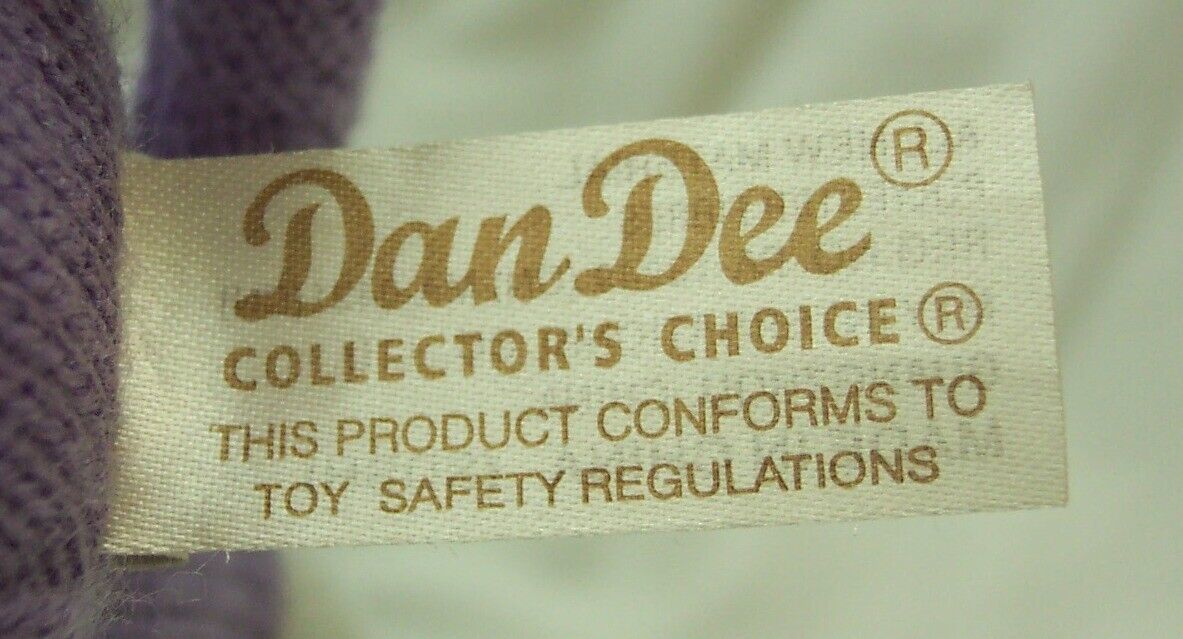 Dan Dee®
COLLECTOR'S CHOICE®
THIS PRODUCT CONFORMS TO
TOY SAFETY REGULATIONS